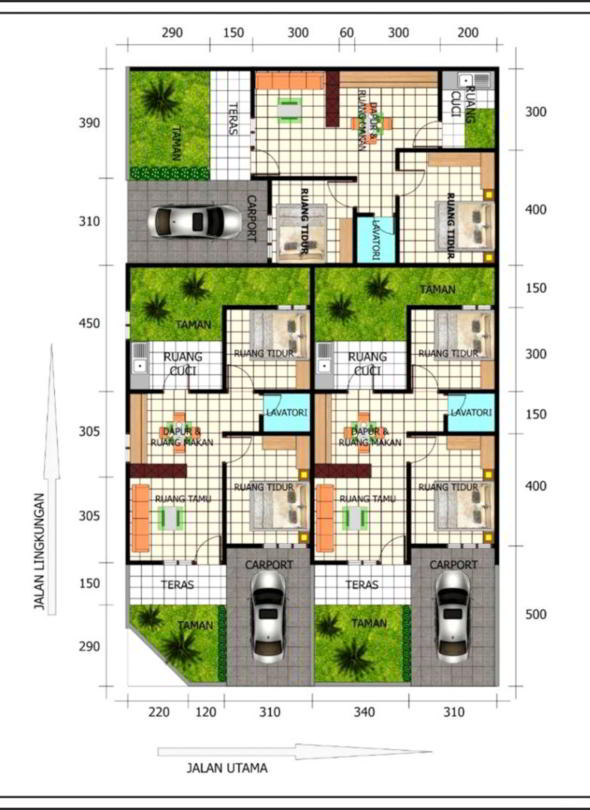 290 150 300 60 300 200
390
310
450
305
305
150
290
300
400
150
300
150
400
500
TAMAN
TERAS
DAPUR &
RUANG MAKAN
RUANG
CUCI
CARPORT
RUANG TIDUR
LAVATORI
RUANG TIDUR
TAMAN
RUANG
CUCI
RUANG TIDUR
LAVATORI
DAPUR &
RUANG MAKAN
RUANG TAMU
RUANG TIDUR
TERAS
CARPORT
TAMAN
TAMAN
RUANG
CUCI
RUANG TIDUR
LAVATORI
DAPUR &
RUANG MAKAN
RUANG TAMU
RUANG TIDUR
TERAS
CARPORT
TAMAN
220 120 310 340 310
JALAN LINGKUNGAN
JALAN UTAMA